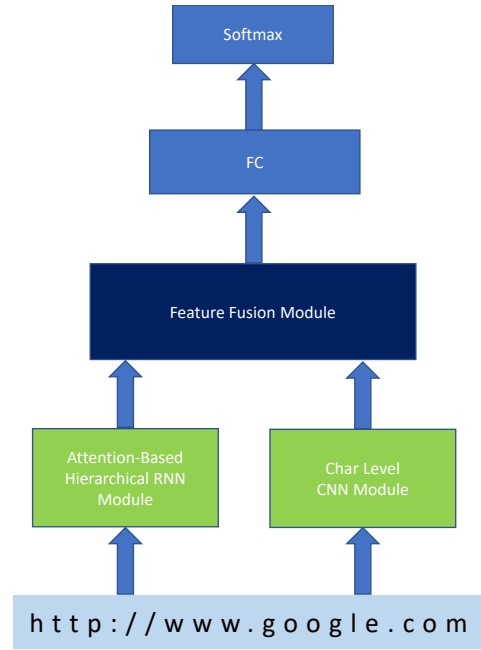 Softmax
FC
Feature Fusion Module
Attention-Based
Hierarchical RNN
Module
Char Level
CNN Module
http://www.google.com